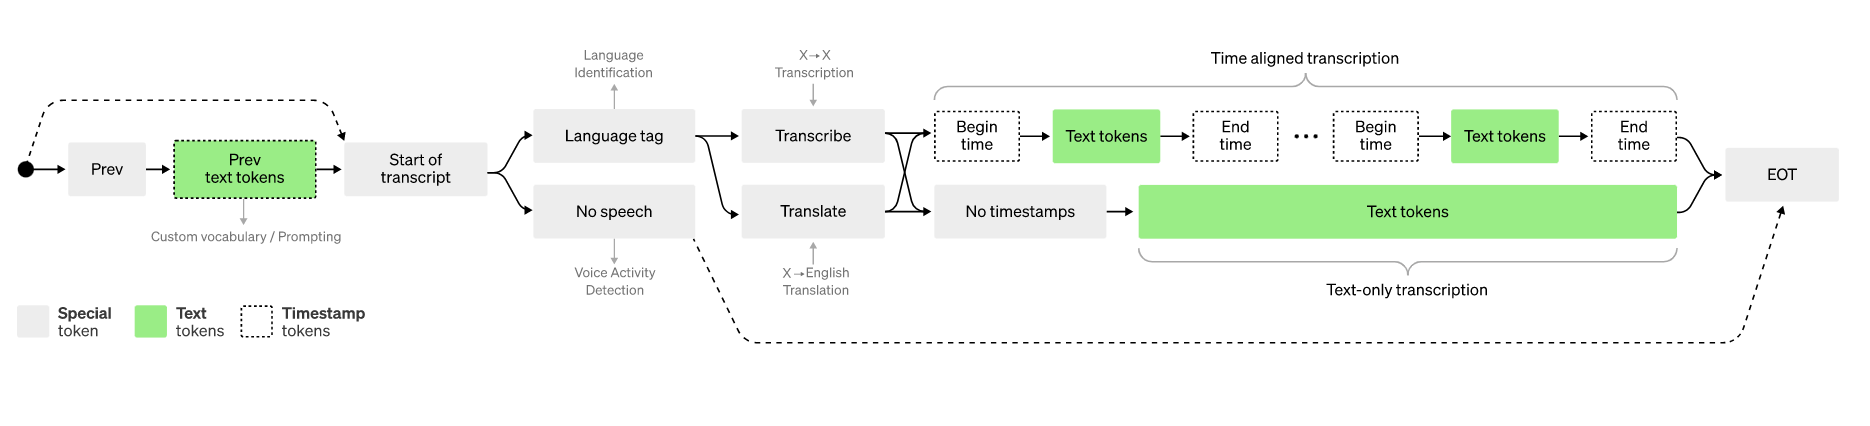 Language
Identification
X→X
Transcription
Time aligned transcription
Prev
Prev
text tokens
Start of
transcript
Language tag
Transcribe
Begin
time
Text tokens
End
time
•••
Begin
time
Text tokens
End
time
EOT
No speech
Translate
No timestamps
Text tokens
Custom vocabulary / Prompting
Voice Activity
Detection
X→English
Translation
Text-only transcription
Special
token
Text
tokens
Timestamp
tokens